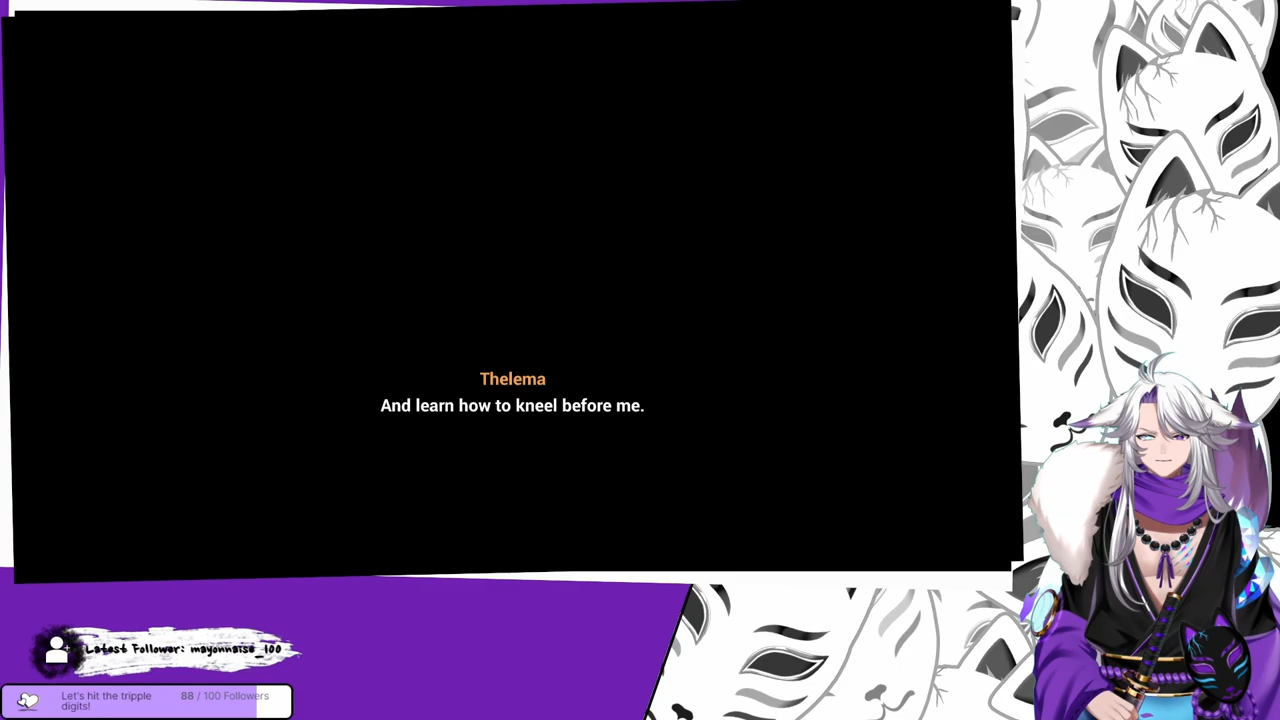 Thelema
And learn how to kneel before me.
Latest Follower: mayonnaise_100
Let's hit the tripple digits!
88 / 100 Followers